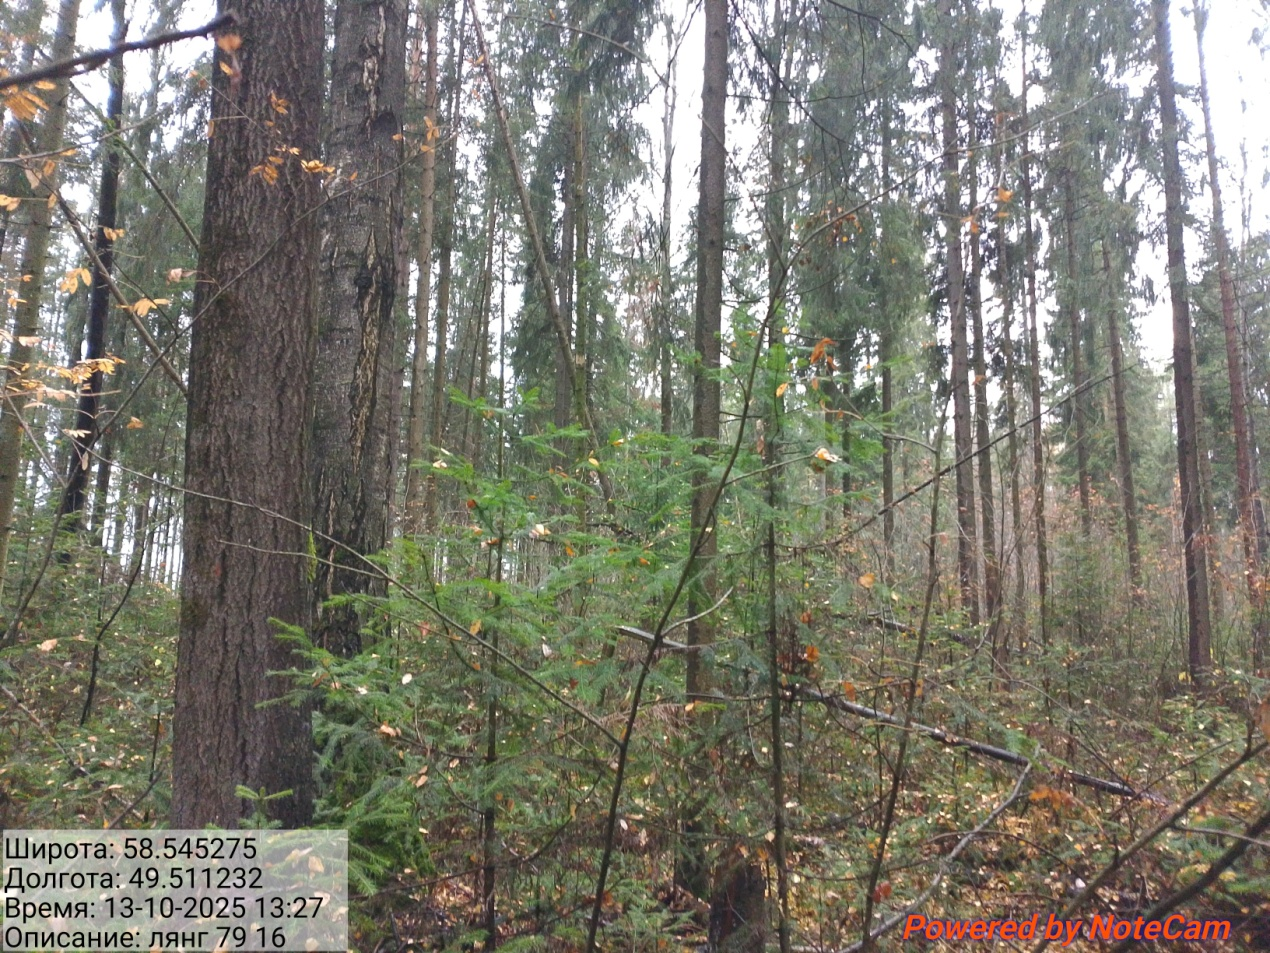 Широта: 58.545275
Долгота: 49.511232
Время: 13-10-2025 13:27
Описание: лянг 79 16
Powered by NoteCam